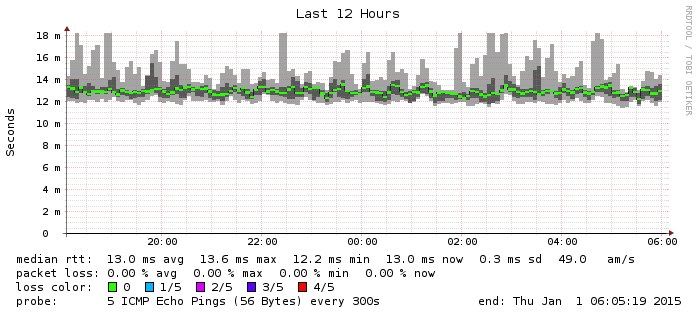 Last 12 Hours
RRDTOOL / TOBI OETIKER
Seconds
18 m
16 m
14 m
12 m
10 m
8 m
6 m
4 m
2 m
0
20:00 22:00 00:00 02:00 04:00 06:00
median rtt: 13.0 ms avg 13.6 ms max 12.2 ms min 13.0 ms now 0.3 ms sd 49.0 am/s
packet loss: 0.00 % avg 0.00 % max 0.00 % min 0.00 % now
loss color: 0 1/5 2/5 3/5 4/5
probe: 5 ICMP Echo Pings (56 Bytes) every 300s end: Thu Jan 1 06:05:19 2015